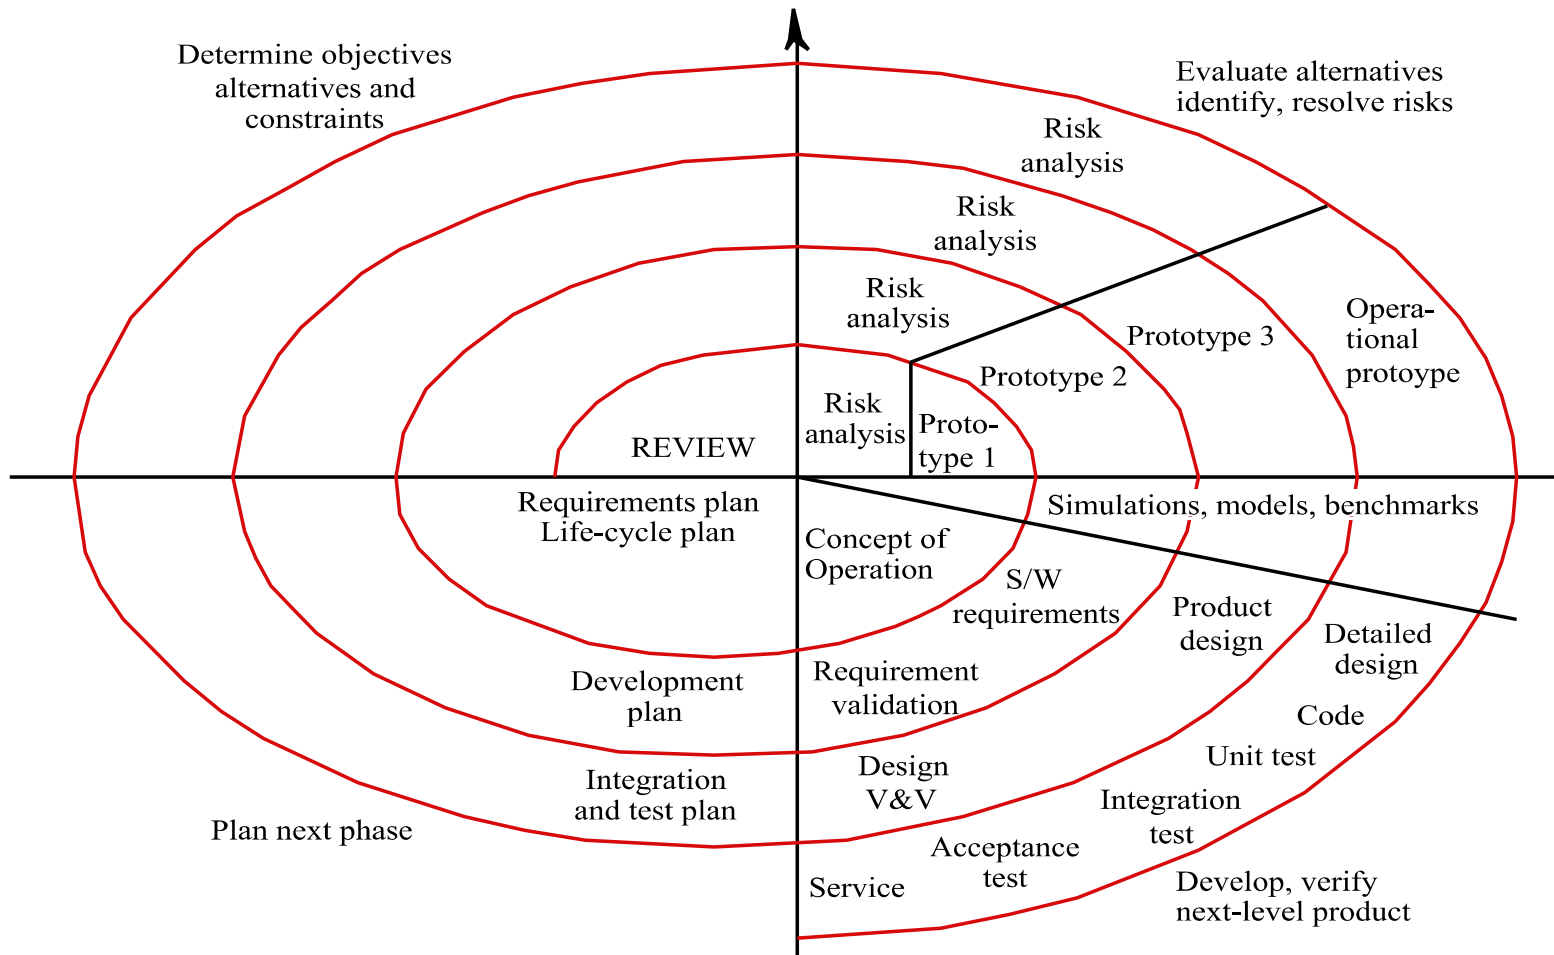 Determine objectives
alternatives and
constraints
Evaluate alternatives
identify, resolve risks
Risk
analysis
Risk
analysis
Risk
analysis
Risk
analysis
Proto-
type 1
Prototype 2
Prototype 3
Opera-
tional
protoype
REVIEW
Requirements plan
Life-cycle plan
Simulations, models, benchmarks
Concept of
Operation
S/W
requirements
Product
design
Detailed
design
Development
plan
Requirement
validation
Code
Unit test
Integration
and test plan
Design
V&V
Integration
test
Plan next phase
Acceptance
test
Service
Develop, verify
next-level product